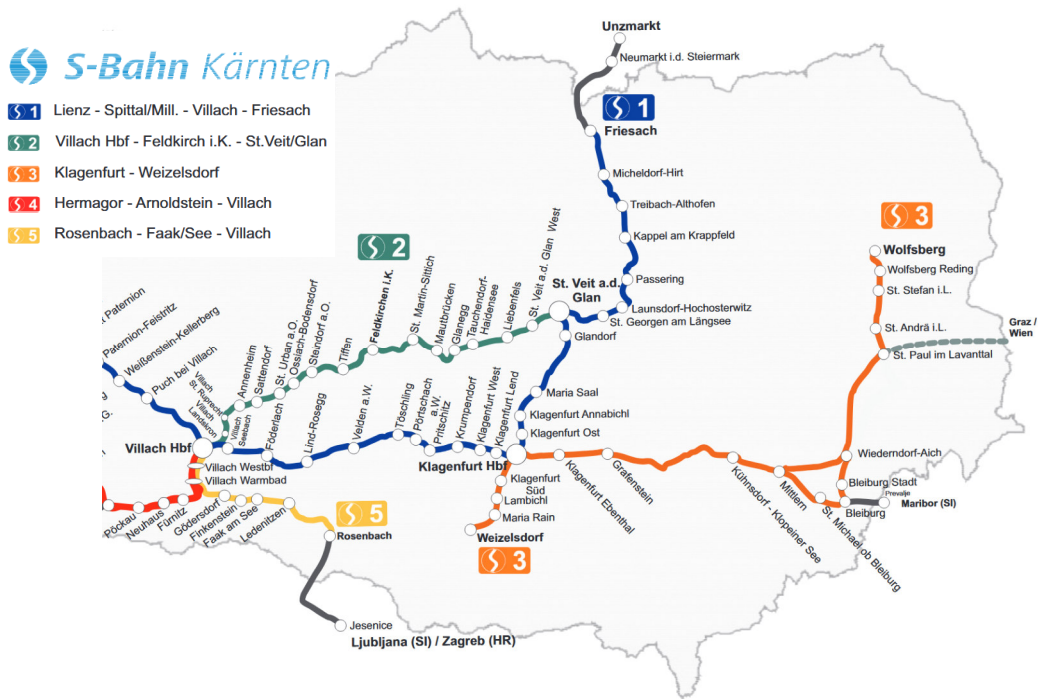 S-Bahn Kärnten
1 Lienz - Spittal/Mill. - Villach - Friesach
2 Villach Hbf - Feldkirch i.K. - St.Veit/Glan
3 Klagenfurt - Weizelsdorf
4 Hermagor - Arnoldstein - Villach
5 Rosenbach - Faak/See - Villach
Unzmarkt
Neumarkt i.d. Steiermark
1
Friesach
Micheldorf-Hirt
Treibach-Althofen
Kappel am Krappfeld
Passering
Launsdorf-Hochosterwitz
St. Georgen am Längsee
St. Veit a.d.
Glan
Glandorf
Maria Saal
Klagenfurt Annabichl
Klagenfurt Ost
2
St. Veit a.d. Glan West
Liebenfels
Tauchendorf-
Haidensee
Glanegg
Mautbrücken
St. Martin-Sittich
Feldkirchen i.K.
Tiffen
Steindorf a.O.
Ossiach-Bodensdorf
St. Urban a.O.
Sattendorf
Annenheim
Villach
St. Ruprecht
Villach
Landskron
Villach
Seebach
Paternion
Paternion-Feistritz
Weißenstein-Kellerberg
Puch bei Villach
G.
Villach Hbf
Föderlach
Lind-Rosegg
Velden a.W.
Töschling
Pörtschach
a.W.
Pritschitz
Krumpendorf
Klagenfurt West
Klagenfurt Lend
Klagenfurt Hbf
Villach Westbf
Villach Warmbad
Pöckau
Neuhaus
Fürnitz
Gödersdorf
Finkenstein
Faak am See
Ledenitzen
5
Rosenbach
Jesenice
Ljubljana (SI) / Zagreb (HR)
Klagenfurt
Süd
Lambichl
Maria Rain
Weizelsdorf
3
Klagenfurt Ebenthal
Grafenstein
Kühnsdorf - Klopeiner See
Mittlern
St. Michael ob Bleiburg
Bleiburg
Bleiburg Stadt
Prevalje
Maribor (SI)
Wiederndorf-Aich
St. Paul im Lavanttal
Graz /
Wien
St. Andrä i.L.
St. Stefan i.L.
Wolfsberg Reding
Wolfsberg
3